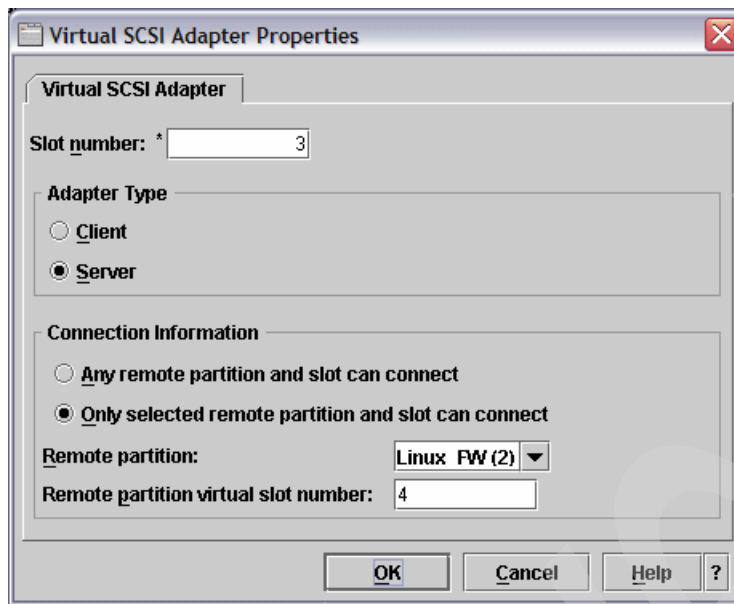 Virtual SCSI Adapter Properties
Virtual SCSI Adapter
Slot number: * 3
Adapter Type
Client
Server
Connection Information
Any remote partition and slot can connect
Only selected remote partition and slot can connect
Remote partition: Linux FW (2)
Remote partition virtual slot number: 4
OK Cancel Help ?